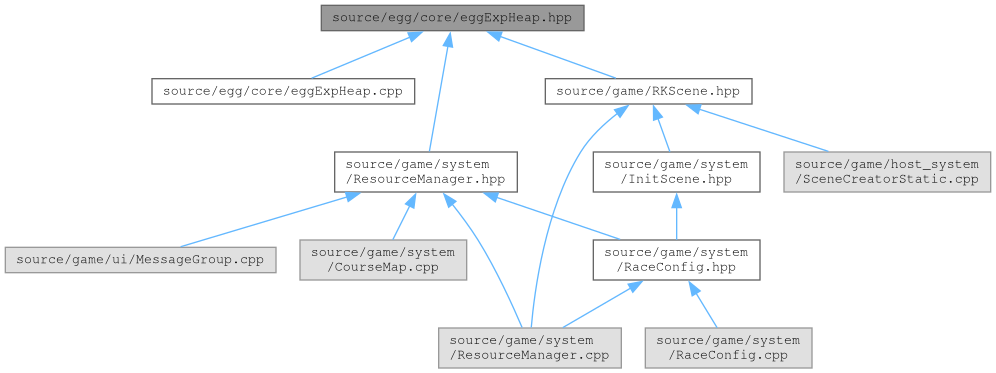 source/egg/core/eggExpHeap.hpp
source/egg/core/eggExpHeap.cpp
source/game/RKScene.hpp
source/game/system
/ResourceManager.hpp
source/game/system
/InitScene.hpp
source/game/host_system
/SceneCreatorStatic.cpp
source/game/ui/MessageGroup.cpp
source/game/system
/CourseMap.cpp
source/game/system
/RaceConfig.hpp
source/game/system
/ResourceManager.cpp
source/game/system
/RaceConfig.cpp